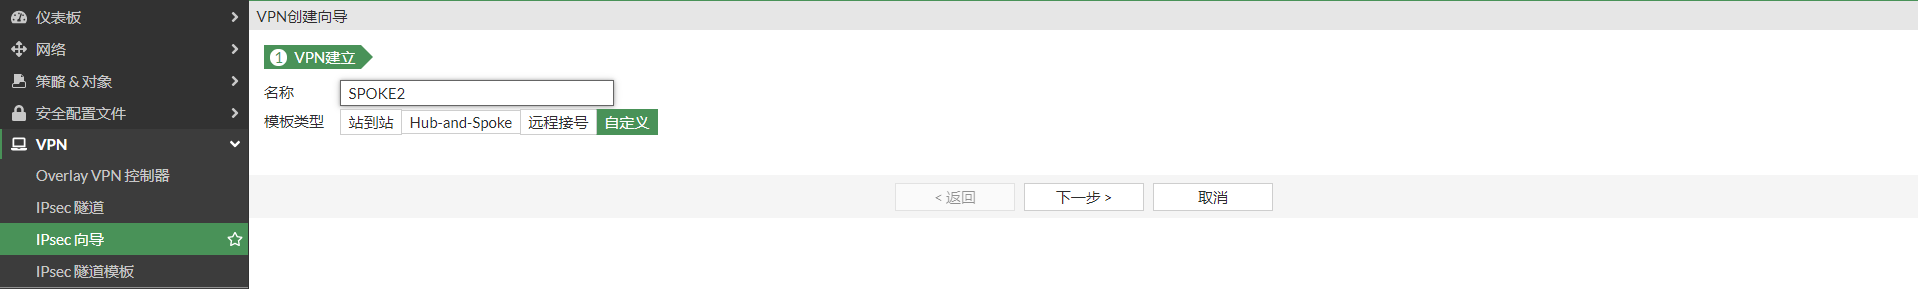 仪表板
网络
策略 & 对象
安全配置文件
VPN
Overlay VPN 控制器
IPsec 隧道
IPsec 向导
IPsec 隧道模板
VPN创建向导
1 VPN建立
名称 SPOKE2
模板类型 站到站 Hub-and-Spoke 远程接号 自定义
< 返回 下一步 > 取消